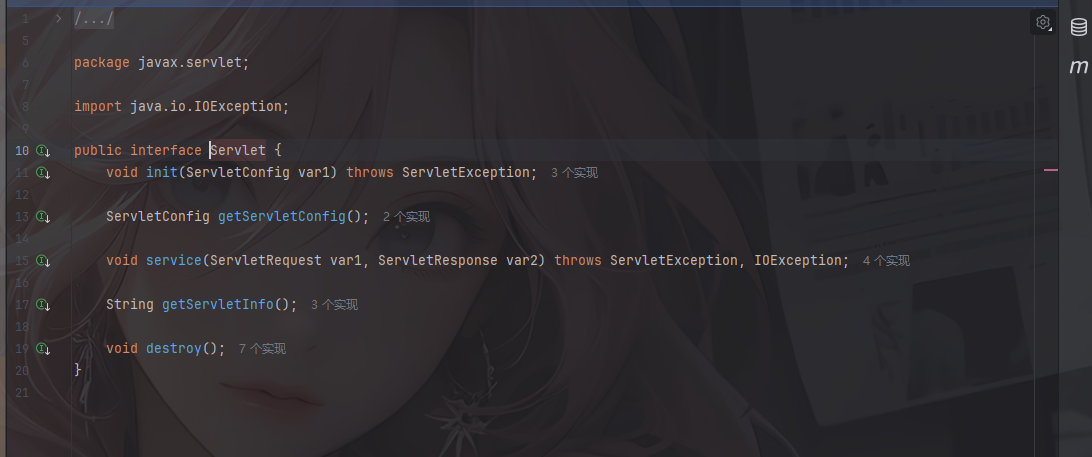 1 /.../
5
6 package javax.servlet;
7
8 import java.io.IOException;
9
10 public interface Servlet {
11 void init(ServletConfig var1) throws ServletException; 3 个实现
12
13 ServletConfig getServletConfig(); 2 个实现
14
15 void service(ServletRequest var1, ServletResponse var2) throws ServletException, IOException; 4 个实现
16
17 String getServletInfo(); 3 个实现
18
19 void destroy(); 7 个实现
20 }
21
m